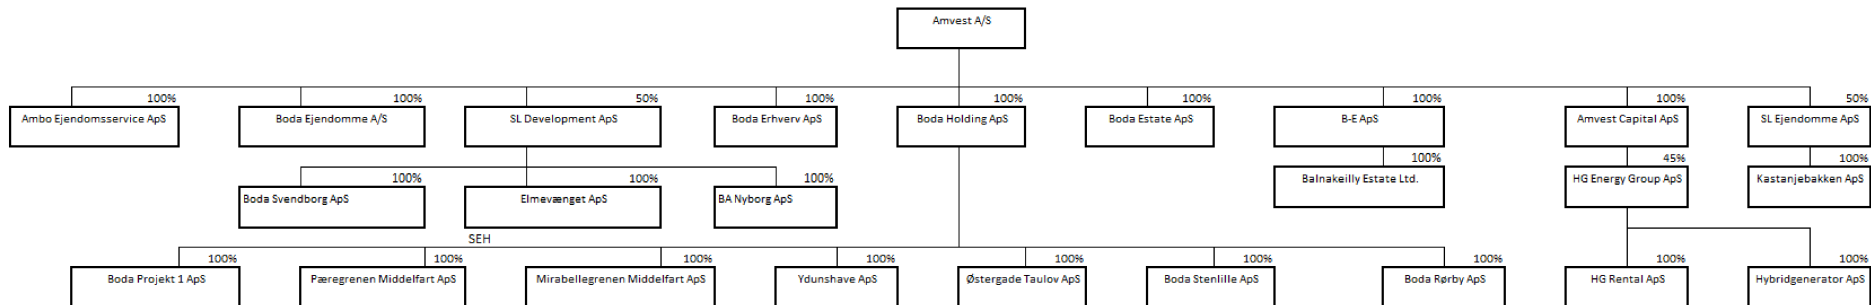 Amvest A/S
100% 100% 50% 100% 100% 100% 100% 100% 50%
Ambo Ejendomsservice ApS Boda Ejendomme A/S SL Development ApS Boda Erhverv ApS Boda Holding ApS Boda Estate ApS B-E ApS Amvest Capital ApS SL Ejendomme ApS
100% 45% 100%
Balnakeilly Estate Ltd. HG Energy Group ApS Kastanjebakken ApS
100% 100% 100%
Boda Svendborg ApS Elmevænget ApS BA Nyborg ApS
SEH
100% 100% 100% 100% 100% 100% 100% 100% 100%
Boda Projekt 1 ApS Pæregrenen Middelfart ApS Mirabellegrenen Middelfart ApS Ydunshave ApS Østergade Taulov ApS Boda Stenlille ApS Boda Rørby ApS HG Rental ApS Hybridgenerator ApS